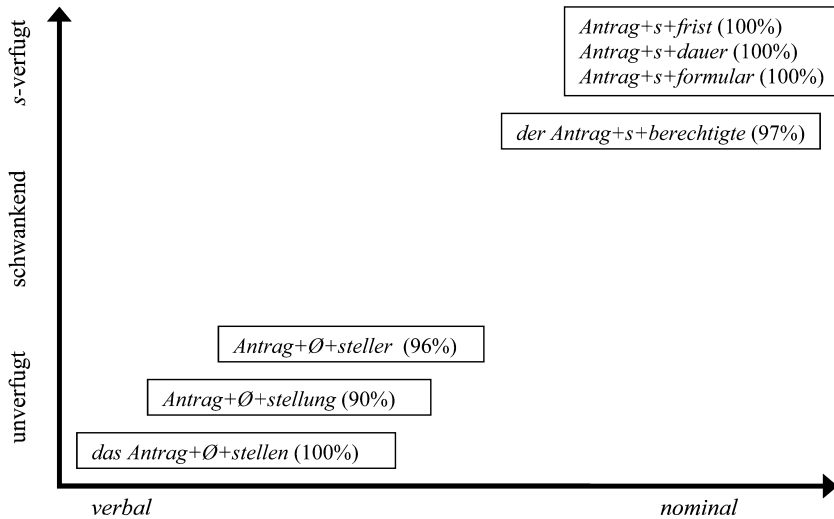 s-verfugt
schwankend
unverfugt
Antrag+s+frist (100%)
Antrag+s+dauer (100%)
Antrag+s+formular (100%)
der Antrag+s+berechtigte (97%)
Antrag+Ø+steller (96%)
Antrag+Ø+stellung (90%)
das Antrag+Ø+stellen (100%)
verbal
nominal